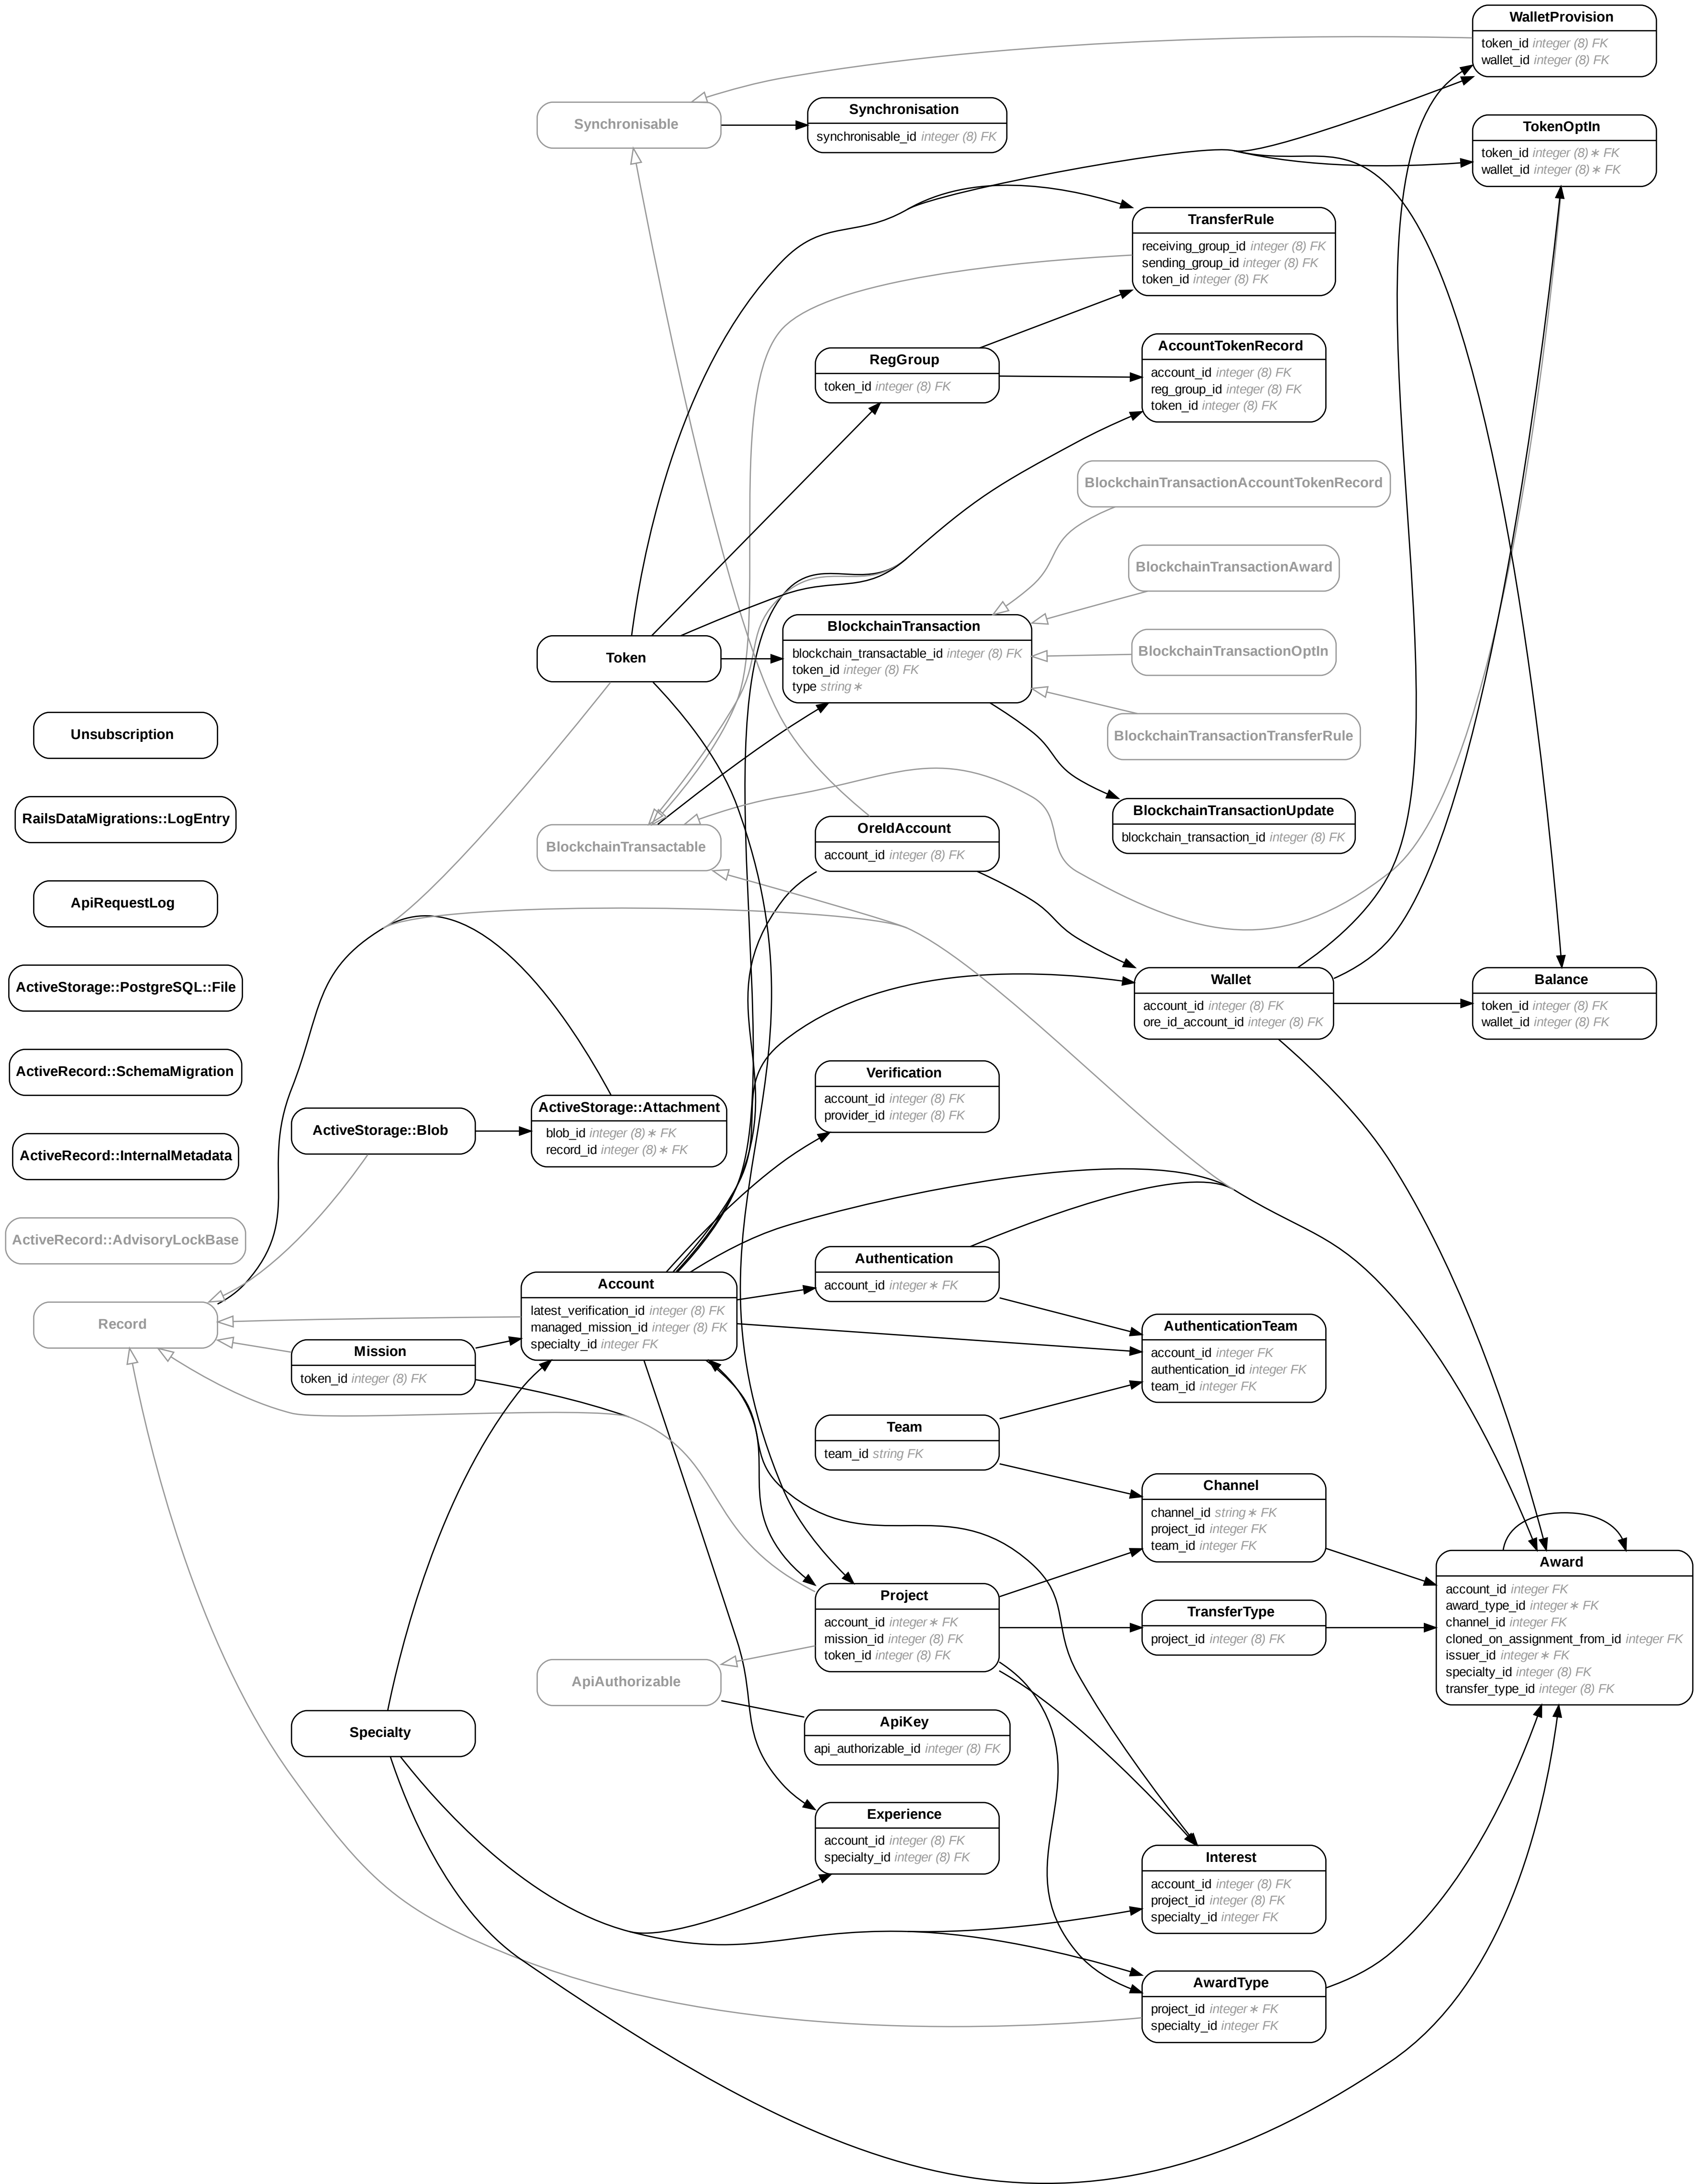 WalletProvision
token_id integer (8) FK
wallet_id integer (8) FK
Synchronisable
Synchronisation
synchronisable_id integer (8) FK
TokenOptIn
token_id integer (8)∗ FK
wallet_id integer (8)∗ FK
TransferRule
receiving_group_id integer (8) FK
sending_group_id integer (8) FK
token_id integer (8) FK
RegGroup
token_id integer (8) FK
AccountTokenRecord
account_id integer (8) FK
reg_group_id integer (8) FK
token_id integer (8) FK
BlockchainTransactionAccountTokenRecord
BlockchainTransactionAward
BlockchainTransactionOptIn
BlockchainTransactionTransferRule
Token
BlockchainTransaction
blockchain_transactable_id integer (8) FK
token_id integer (8) FK
type string∗
BlockchainTransactionUpdate
blockchain_transaction_id integer (8) FK
BlockchainTransactable
OreIdAccount
account_id integer (8) FK
Unsubscription
RailsDataMigrations::LogEntry
ApiRequestLog
ActiveStorage::PostgreSQL::File
ActiveRecord::SchemaMigration
ActiveRecord::InternalMetadata
ActiveRecord::AdvisoryLockBase
Record
Wallet
account_id integer (8) FK
ore_id_account_id integer (8) FK
Balance
token_id integer (8) FK
wallet_id integer (8) FK
Verification
account_id integer (8) FK
provider_id integer (8) FK
ActiveStorage::Blob
ActiveStorage::Attachment
blob_id integer (8)∗ FK
record_id integer (8)∗ FK
Account
latest_verification_id integer (8) FK
managed_mission_id integer (8) FK
specialty_id integer FK
Authentication
account_id integer∗ FK
Mission
token_id integer (8) FK
AuthenticationTeam
account_id integer FK
authentication_id integer FK
team_id integer FK
Team
team_id string FK
Channel
channel_id string∗ FK
project_id integer FK
team_id integer FK
Project
account_id integer∗ FK
mission_id integer (8) FK
token_id integer (8) FK
TransferType
project_id integer (8) FK
Award
account_id integer FK
award_type_id integer∗ FK
channel_id integer FK
cloned_on_assignment_from_id integer FK
issuer_id integer∗ FK
specialty_id integer (8) FK
transfer_type_id integer (8) FK
ApiAuthorizable
ApiKey
api_authorizable_id integer (8) FK
Specialty
Experience
account_id integer (8) FK
specialty_id integer (8) FK
Interest
account_id integer (8) FK
project_id integer (8) FK
specialty_id integer FK
AwardType
project_id integer∗ FK
specialty_id integer FK